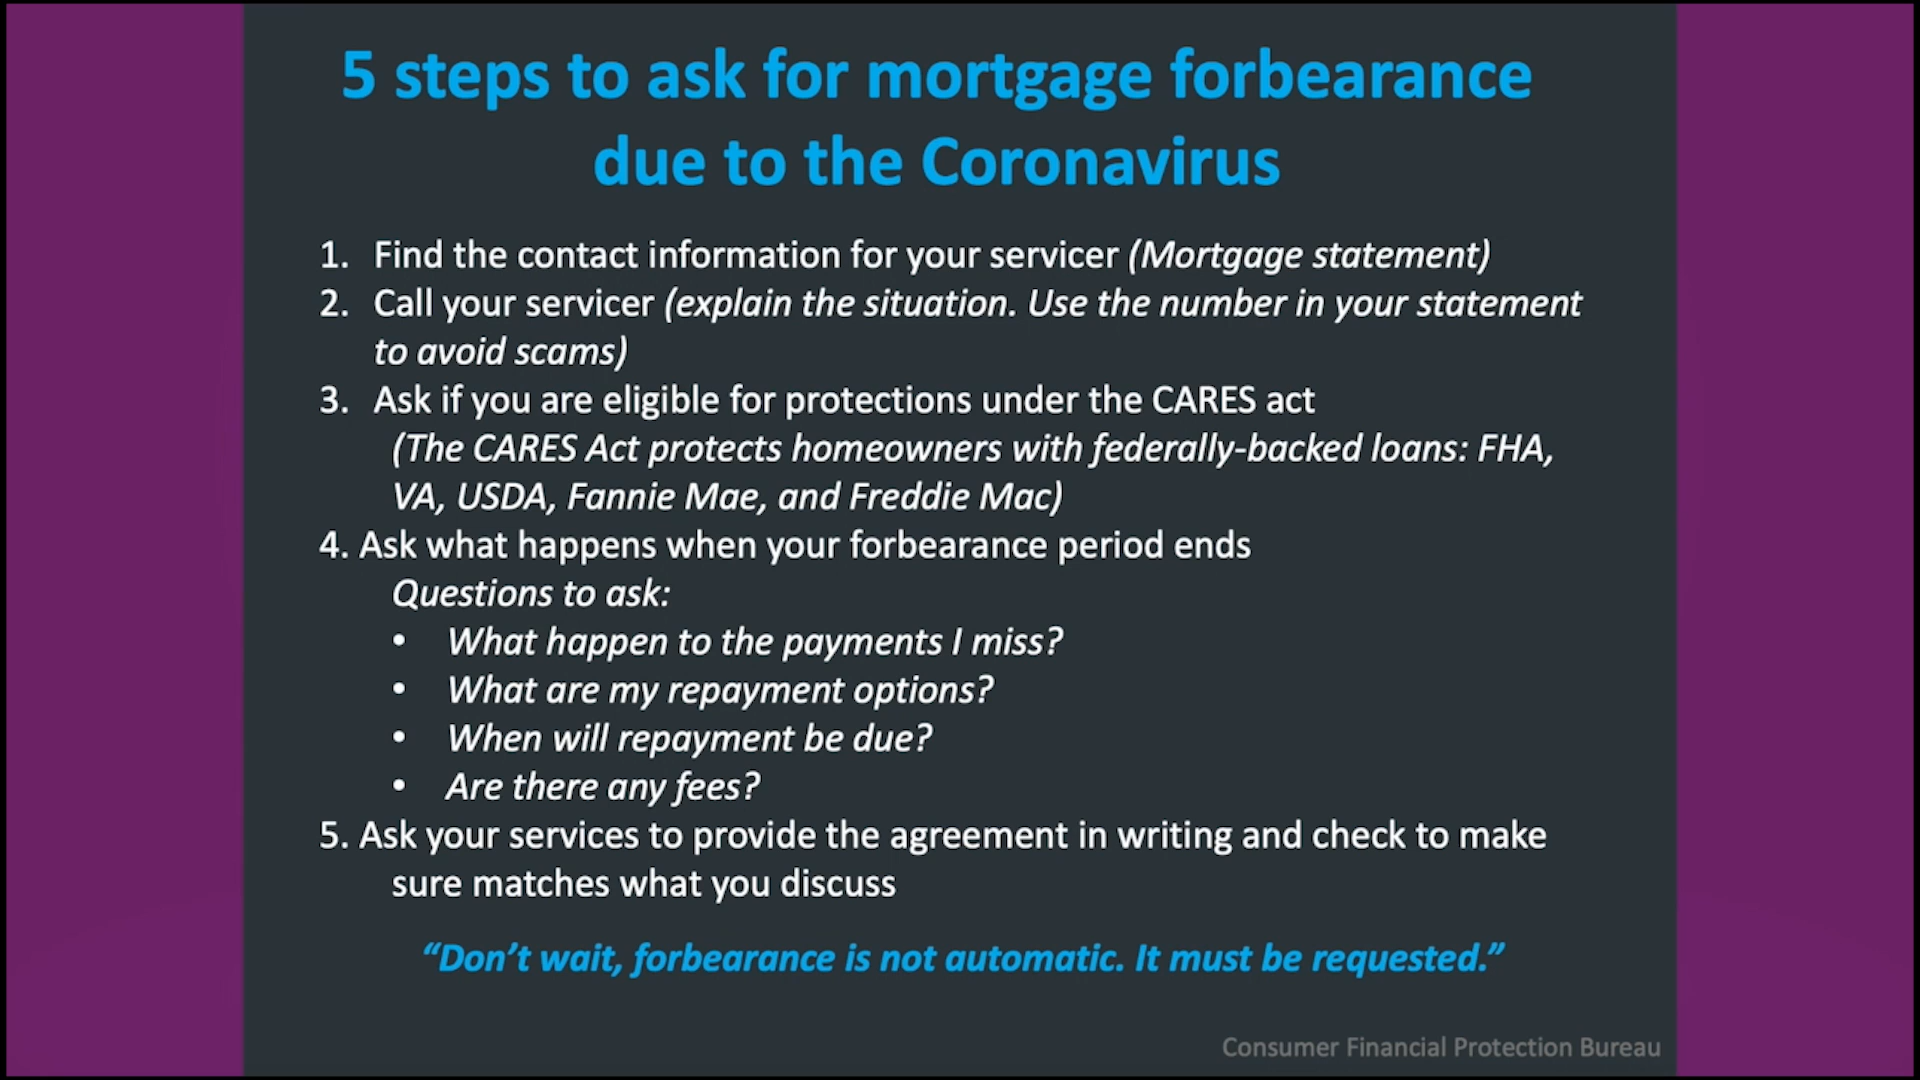 5 steps to ask for mortgage forbearance
due to the Coronavirus
1. Find the contact information for your servicer (Mortgage statement)
2. Call your servicer (explain the situation. Use the number in your statement
to avoid scams)
3. Ask if you are eligible for protections under the CARES act
(The CARES Act protects homeowners with federally-backed loans: FHA,
VA, USDA, Fannie Mae, and Freddie Mac)
4. Ask what happens when your forbearance period ends
Questions to ask:
• What happen to the payments I miss?
• What are my repayment options?
• When will repayment be due?
• Are there any fees?
5. Ask your services to provide the agreement in writing and check to make
sure matches what you discuss
“Don’t wait, forbearance is not automatic. It must be requested.”
Consumer Financial Protection Bureau